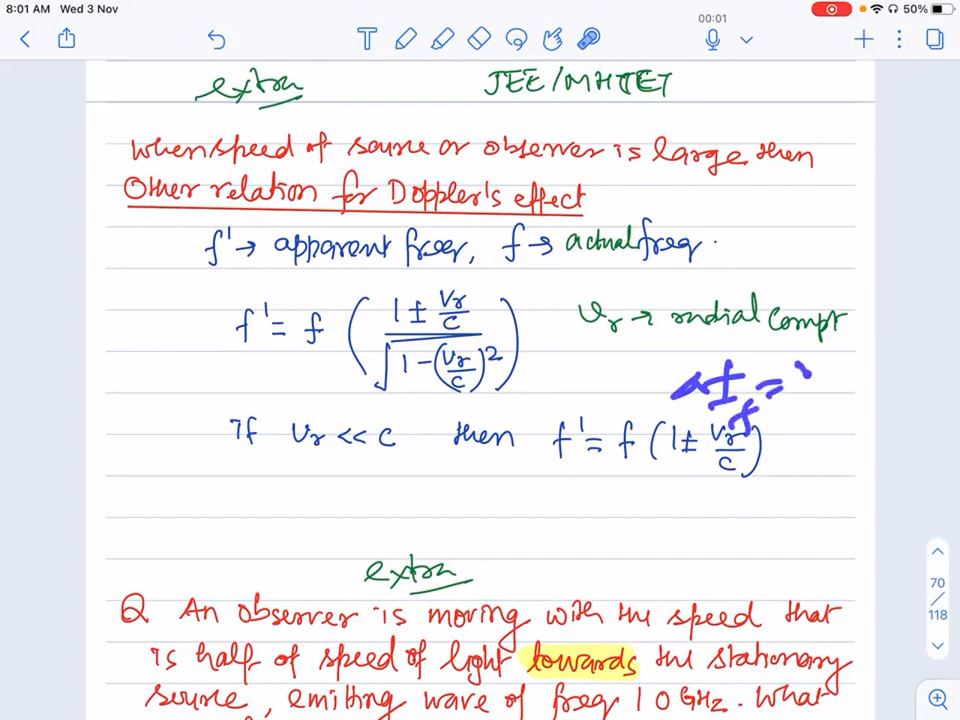 8:01 AM Wed 3 Nov
50%
00:01
extra JEE/MHTCET
When speed of source or observer is large then
Other relation for Doppler's effect
f' → apparent freq, f → actual freq.
f' = f ( (1 ± Vr/c) / √(1 - (Vr/c)²) ) Vr → radial compt
Δf/f = v
If Vr << c then f' = f (1 ± Vr/c)
extra
Q An observer is moving with the speed that
is half of speed of light towards the stationary
source, emitting wave of freq 10 GHz. What
70
/
118